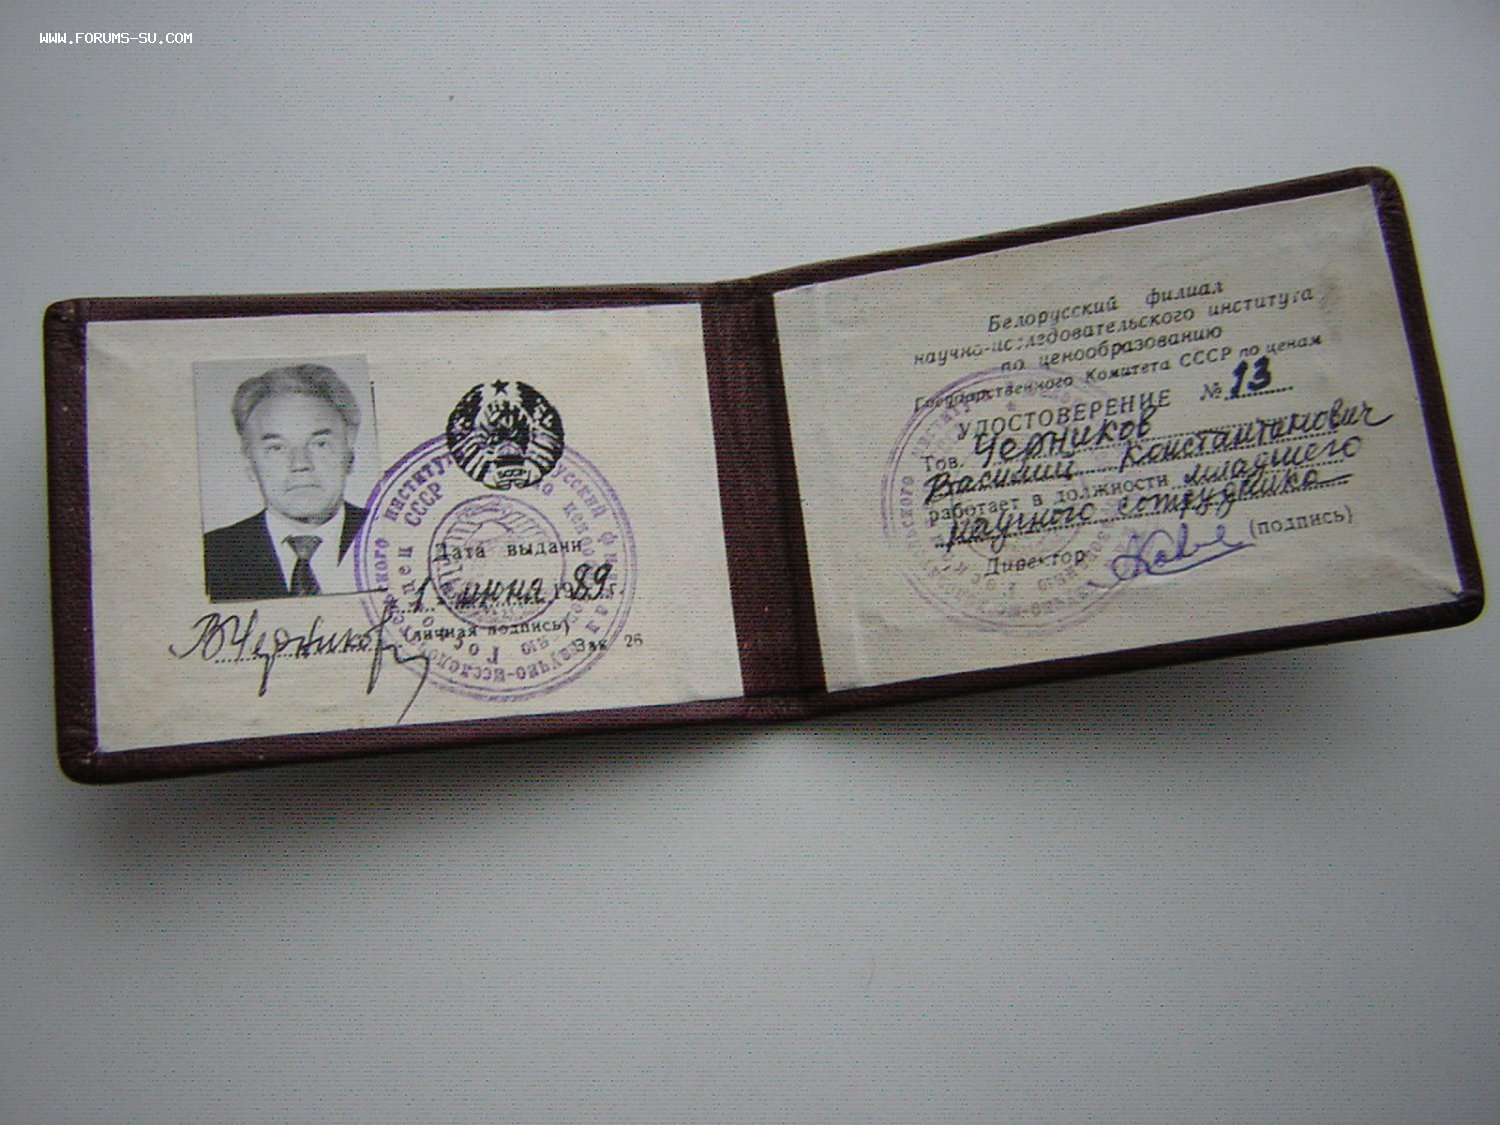 WWW.FORUMS-SU.COM
Дата выдачи
1 июня 1989 г.
(личная подпись)
Зак 26
ВЧерников
Белорусский филиал
научно-исследовательского института
по ценообразованию
Государственного Комитета СССР по ценам
УДОСТОВЕРЕНИЕ № 13
Тов. Черников
Василий Константинович
работает в должности младшего
научного сотрудника
Директор (подпись)